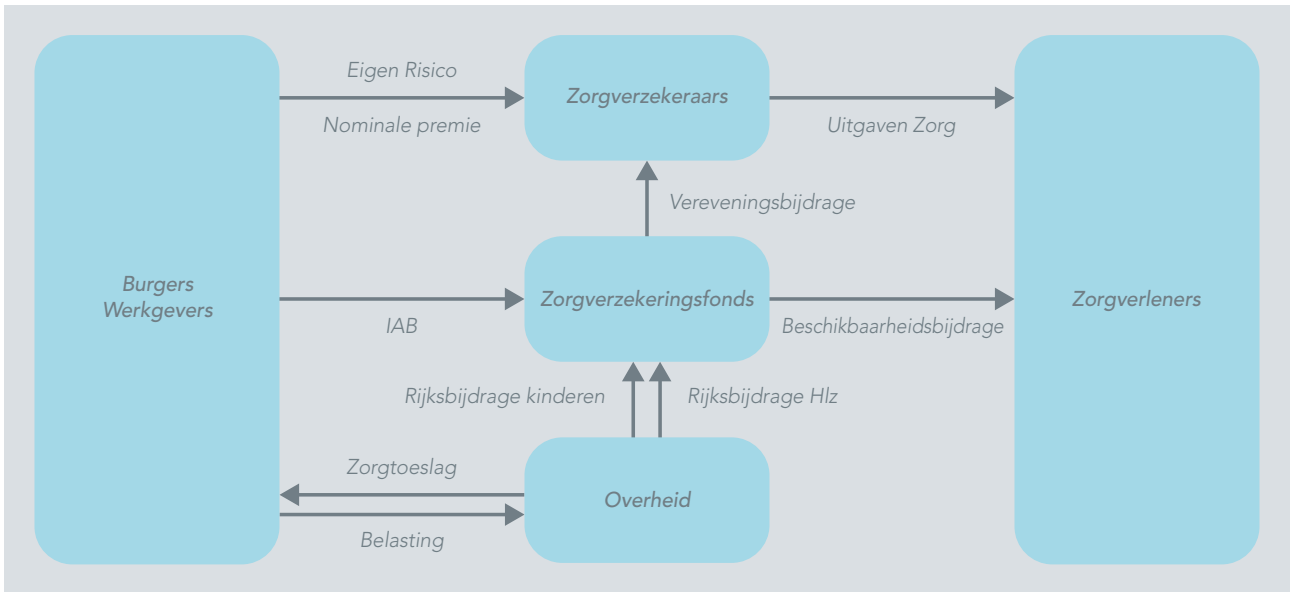 Eigen Risico
Nominale premie
Zorgverzekeraars
Uitgaven Zorg
Vereveningsbijdrage
Burgers
Werkgevers
IAB
Zorgverzekeringsfonds
Beschikbaarheidsbijdrage
Zorgverleners
Rijksbijdrage kinderen
Rijksbijdrage Hlz
Zorgtoeslag
Belasting
Overheid